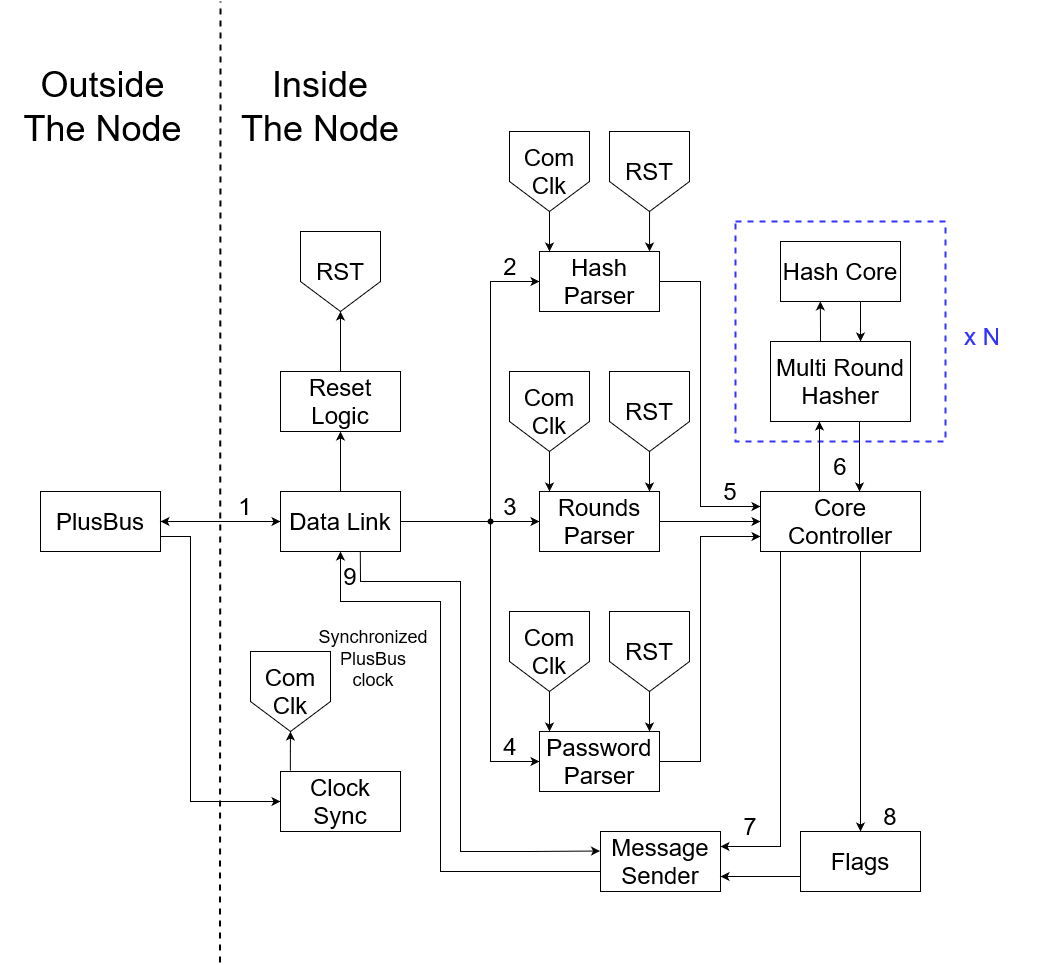 Outside
The Node
Inside
The Node
Com
Clk
RST
2
Hash
Parser
RST
Hash Core
x N
Multi Round
Hasher
Reset
Logic
Com
Clk
RST
6
PlusBus
1
Data Link
3
Rounds
Parser
5
Core
Controller
9
Synchronized
PlusBus
clock
Com
Clk
Com
Clk
RST
4
Password
Parser
Clock
Sync
7
8
Message
Sender
Flags